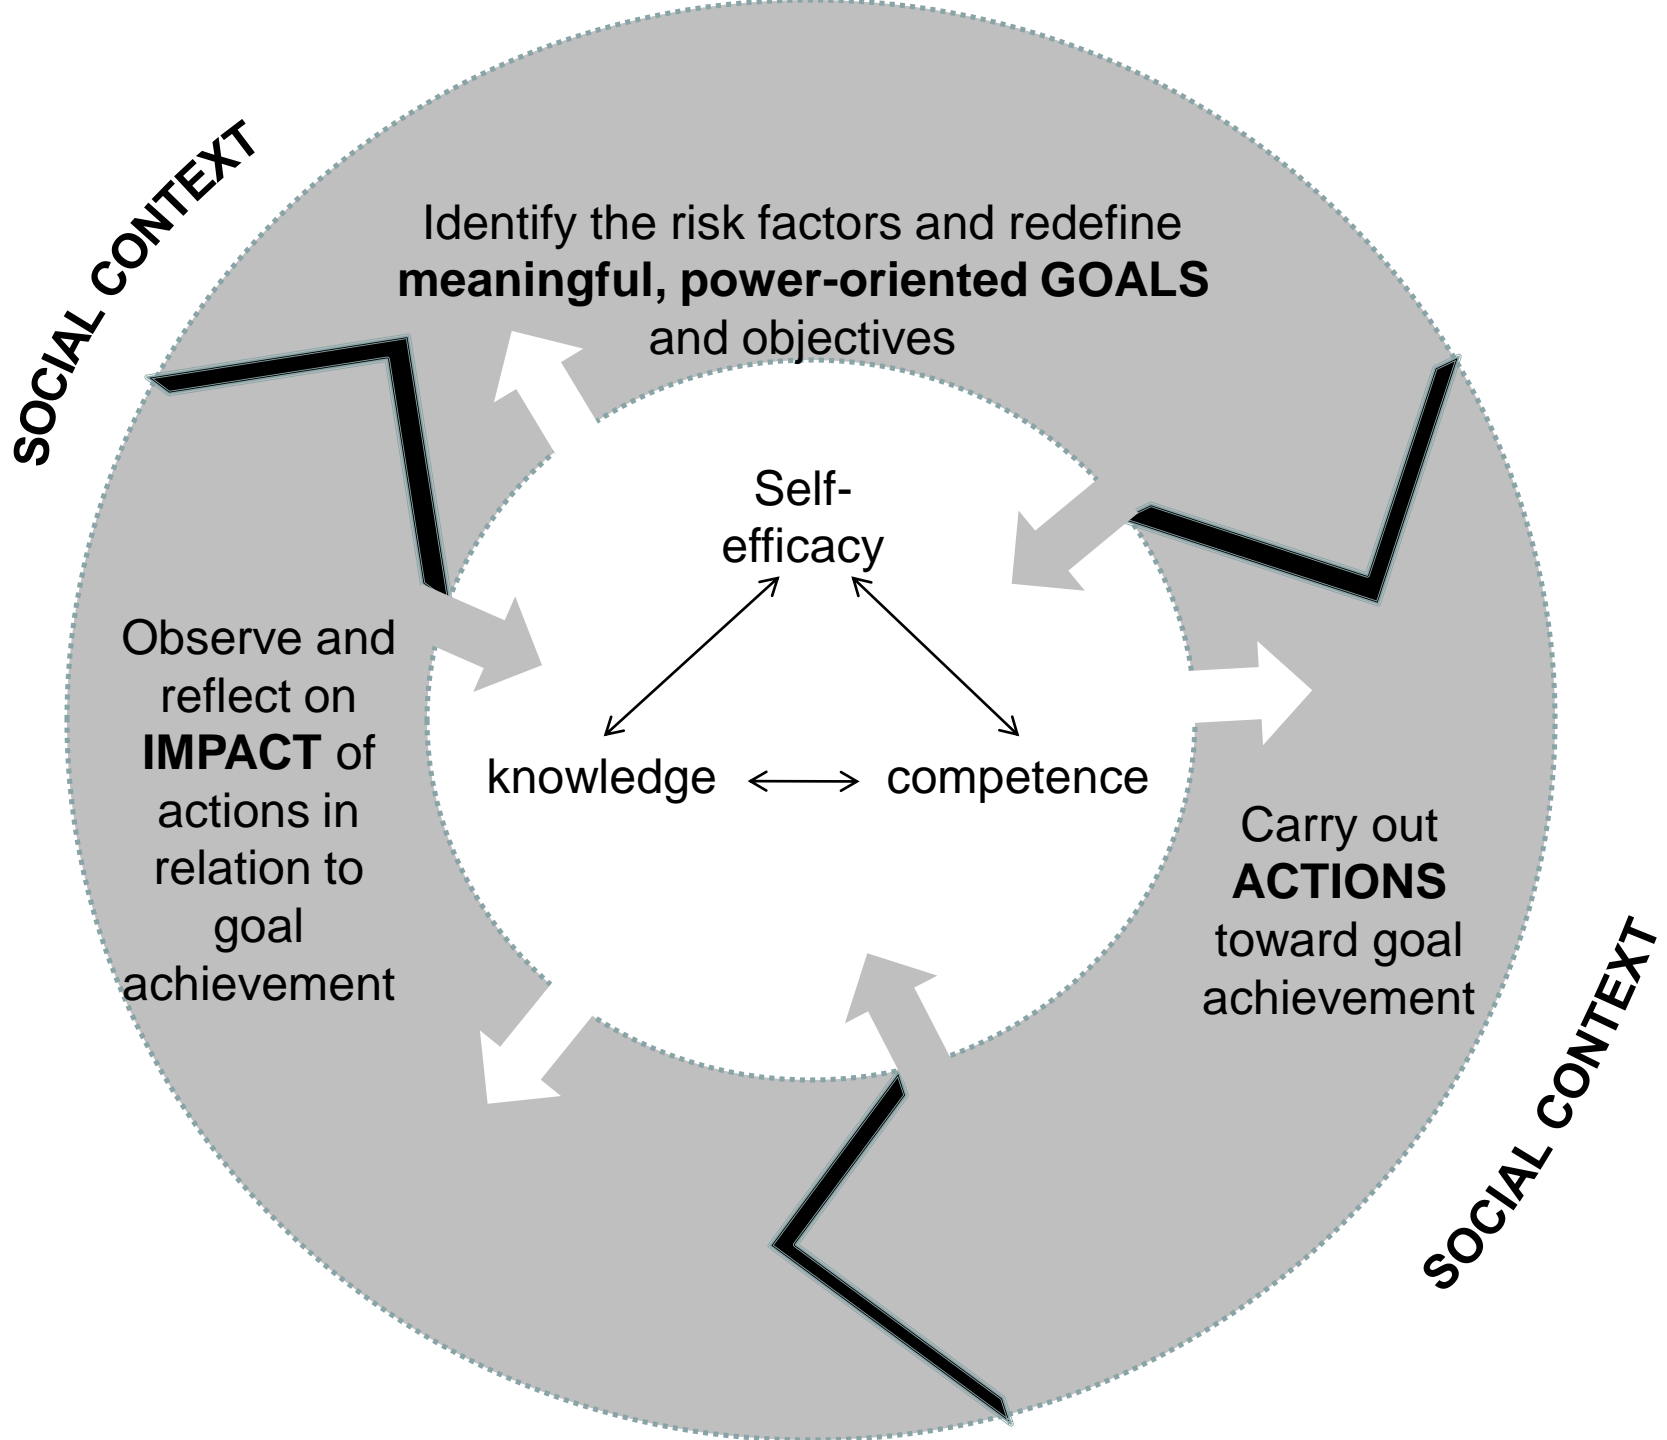 SOCIAL CONTEXT
Identify the risk factors and redefine
meaningful, power-oriented GOALS
and objectives
Self-
efficacy
knowledge
competence
Observe and
reflect on
IMPACT of
actions in
relation to
goal
achievement
Carry out
ACTIONS
toward goal
achievement
SOCIAL CONTEXT